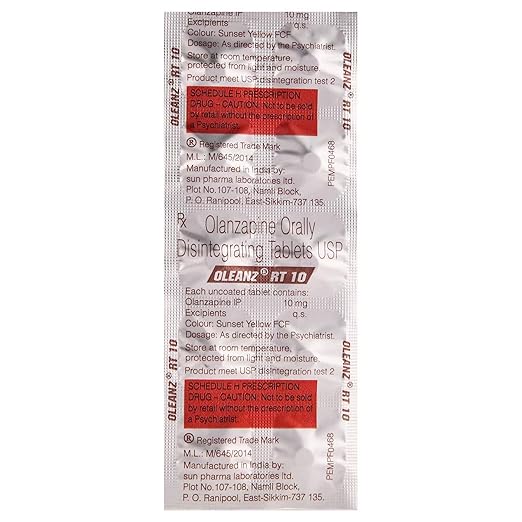 Olanzapine IP 10 mg
Excipients q.s.
Colour: Sunset Yellow FCF
Dosage: As directed by the Psychiatrist.
Store at room temperature,
protected from light and moisture.
Product meet USP disintegration test 2
SCHEDULE H PRESCRIPTION
DRUG - CAUTION: Not to be sold
by retail without the prescription of
a Psychiatrist.
® Registered Trade Mark
M.L.: M/645/2014
Manufactured in India by:
sun pharma laboratories ltd.
Plot No.107-108, Namli Block,
P. O. Ranipool, East-Sikkim-737 135.
OLEANZ® RT 10
OLEANZ® RT 10
PEMPF0468
Rx Olanzapine Orally
Disintegrating Tablets USP
OLEANZ® RT 10
Each uncoated tablet contains:
Olanzapine IP 10 mg
Excipients q.s.
Colour: Sunset Yellow FCF
Dosage: As directed by the Psychiatrist.
Store at room temperature,
protected from light and moisture.
Product meet USP disintegration test 2
SCHEDULE H PRESCRIPTION
DRUG - CAUTION: Not to be sold
by retail without the prescription of
a Psychiatrist.
® Registered Trade Mark
M.L.: M/645/2014
Manufactured in India by:
sun pharma laboratories ltd.
Plot No.107-108, Namli Block,
P. O. Ranipool, East-Sikkim-737 135.
OLEANZ® RT 10
OLEANZ® RT 10
PEMPF0468